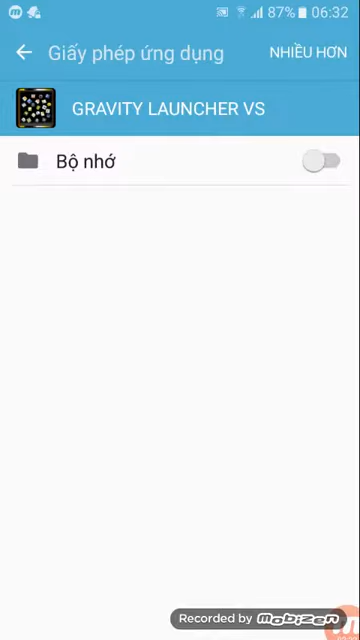 87% 06:32
Giấy phép ứng dụng NHIỀU HƠN
GRAVITY LAUNCHER VS
Bộ nhớ
Recorded by Mobizen